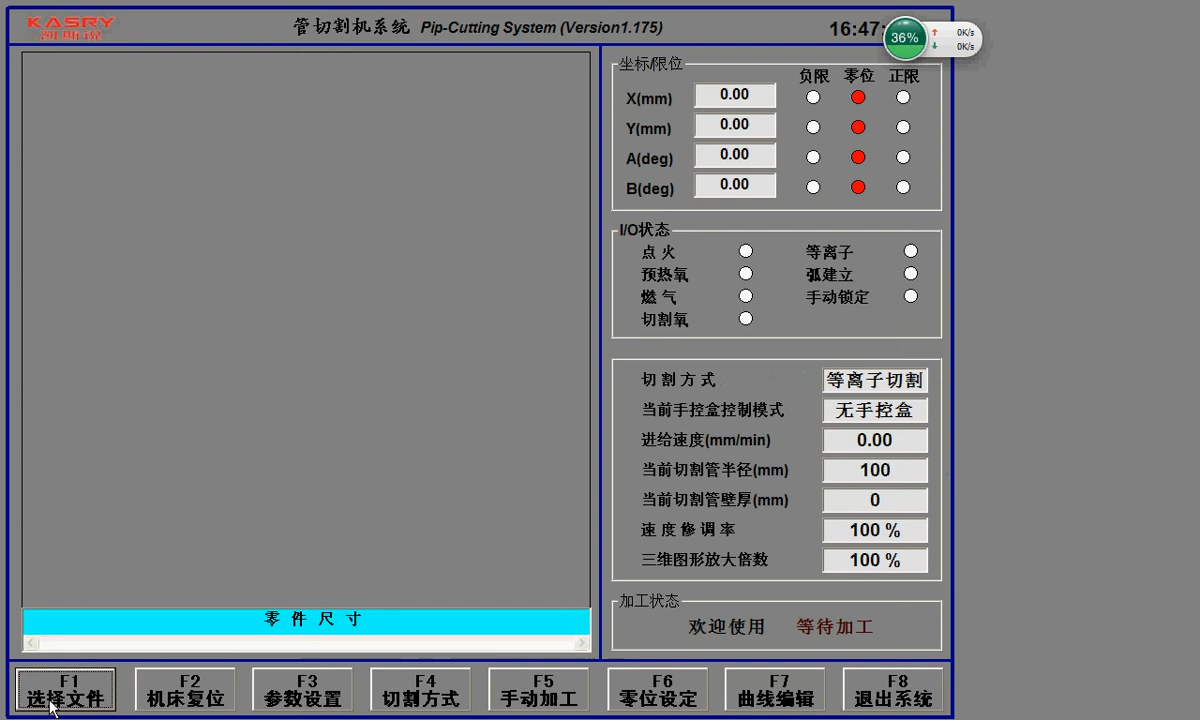 KASRY
凯斯锐
管切割机系统 Pip-Cutting System (Version1.175)
16:47:
36%
0K/s
0K/s
坐标/限位
负限 零位 正限
X(mm) 0.00
Y(mm) 0.00
A(deg) 0.00
B(deg) 0.00
I/O状态
点 火 等离子
预热氧 弧建立
燃 气 手动锁定
切割氧
切 割 方 式 等离子切割
当前手控盒控制模式 无手控盒
进给速度(mm/min) 0.00
当前切割管半径(mm) 100
当前切割管壁厚(mm) 0
速 度 修 调 率 100 %
三维图形放大倍数 100 %
零 件 尺 寸
加工状态
欢迎使用 等待加工
F1 F2 F3 F4 F5 F6 F7 F8
选择文件 机床复位 参数设置 切割方式 手动加工 零位设定 曲线编辑 退出系统